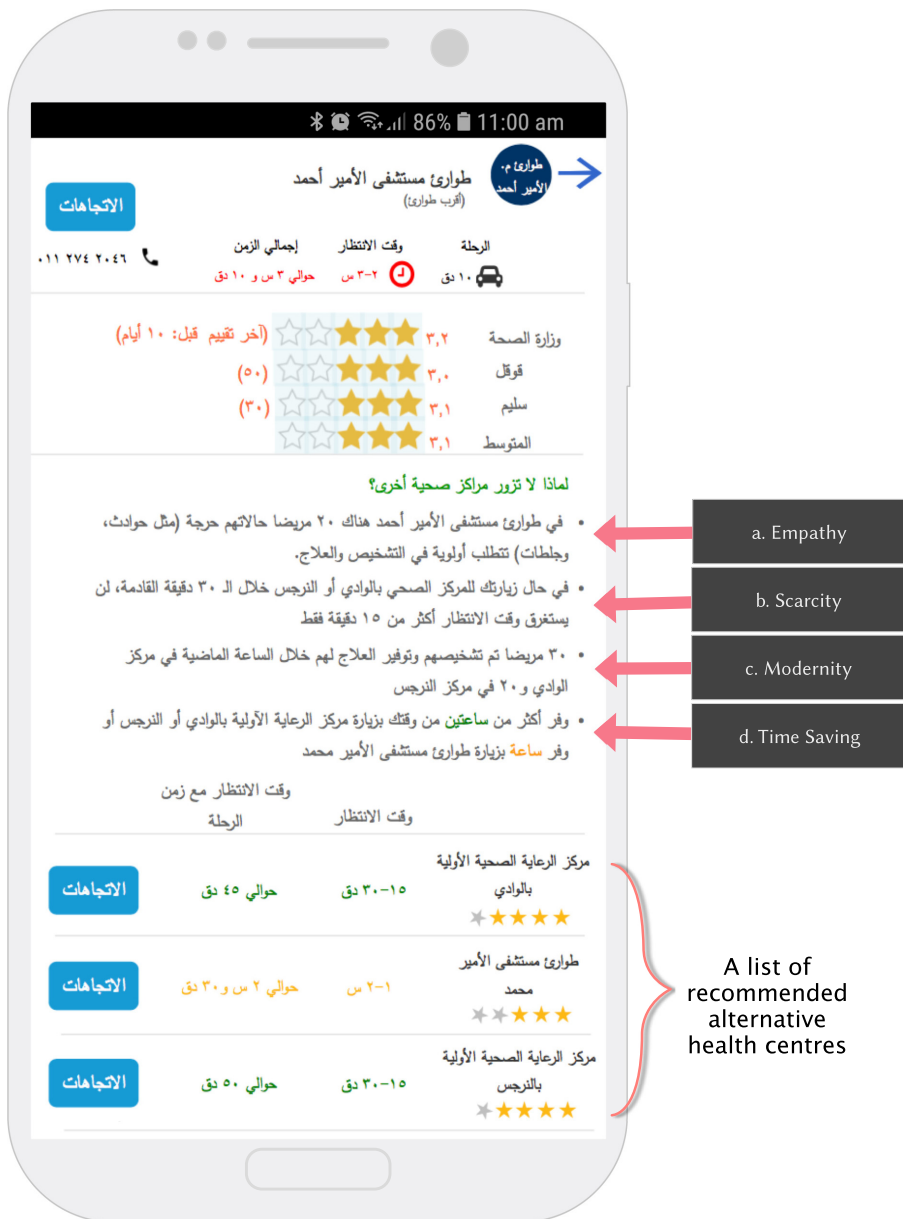 86% 11:00 am
طوارئ م.
الأمير أحمد
طوارئ مستشفى الأمير أحمد
(أقرب طوارئ)
الاتجاهات
الرحلة وقت الانتظار إجمالي الزمن
١٠ دق ٢-٣ س حوالي ٣ س و ١٠ دق
٠١١ ٢٧٤ ٢٠٤٦
وزارة الصحة ٣,٢ (آخر تقييم قبل: ١٠ أيام)
قوقل ٣,٠ (٥٠)
سليم ٣,١ (٣٠)
المتوسط ٣,١
لماذا لا تزور مراكز صحية أخرى؟
• في طوارئ مستشفى الأمير أحمد هناك ٢٠ مريضا حالاتهم حرجة (مثل حوادث،
وجلطات) تتطلب أولوية في التشخيص والعلاج.
• في حال زيارتك للمركز الصحي بالوادي أو النرجس خلال الـ ٣٠ دقيقة القادمة، لن
يستغرق وقت الانتظار أكثر من ١٥ دقيقة فقط
• ٣٠ مريضا تم تشخيصهم وتوفير العلاج لهم خلال الساعة الماضية في مركز
الوادي و٢٠ في مركز النرجس
• وفر أكثر من ساعتين من وقتك بزيارة مركز الرعاية الأولية بالوادي أو النرجس أو
وفر ساعة بزيارة طوارئ مستشفى الأمير محمد
a. Empathy
b. Scarcity
c. Modernity
d. Time Saving
وقت الانتظار وقت الانتظار مع زمن
الرحلة
مركز الرعاية الصحية الأولية
بالوادي
١٥-٣٠ دق حوالي ٤٥ دق الاتجاهات
طوارئ مستشفى الأمير
محمد
١-٢ س حوالي ٢ س و٣٠ دق الاتجاهات
مركز الرعاية الصحية الأولية
بالنرجس
١٥-٣٠ دق حوالي ٥٠ دق الاتجاهات
A list of
recommended
alternative
health centres